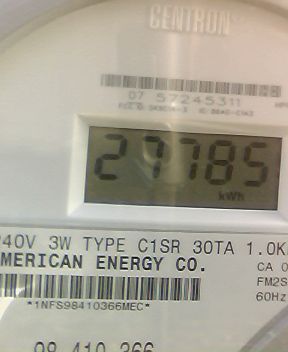 CENTRON
07 57245311
27785
kWh
240V 3W TYPE C1SR 30TA 1.0K
MERICAN ENERGY CO.
CA 0
FM2S
60Hz
*1NFS98410366MEC*
98 410 366